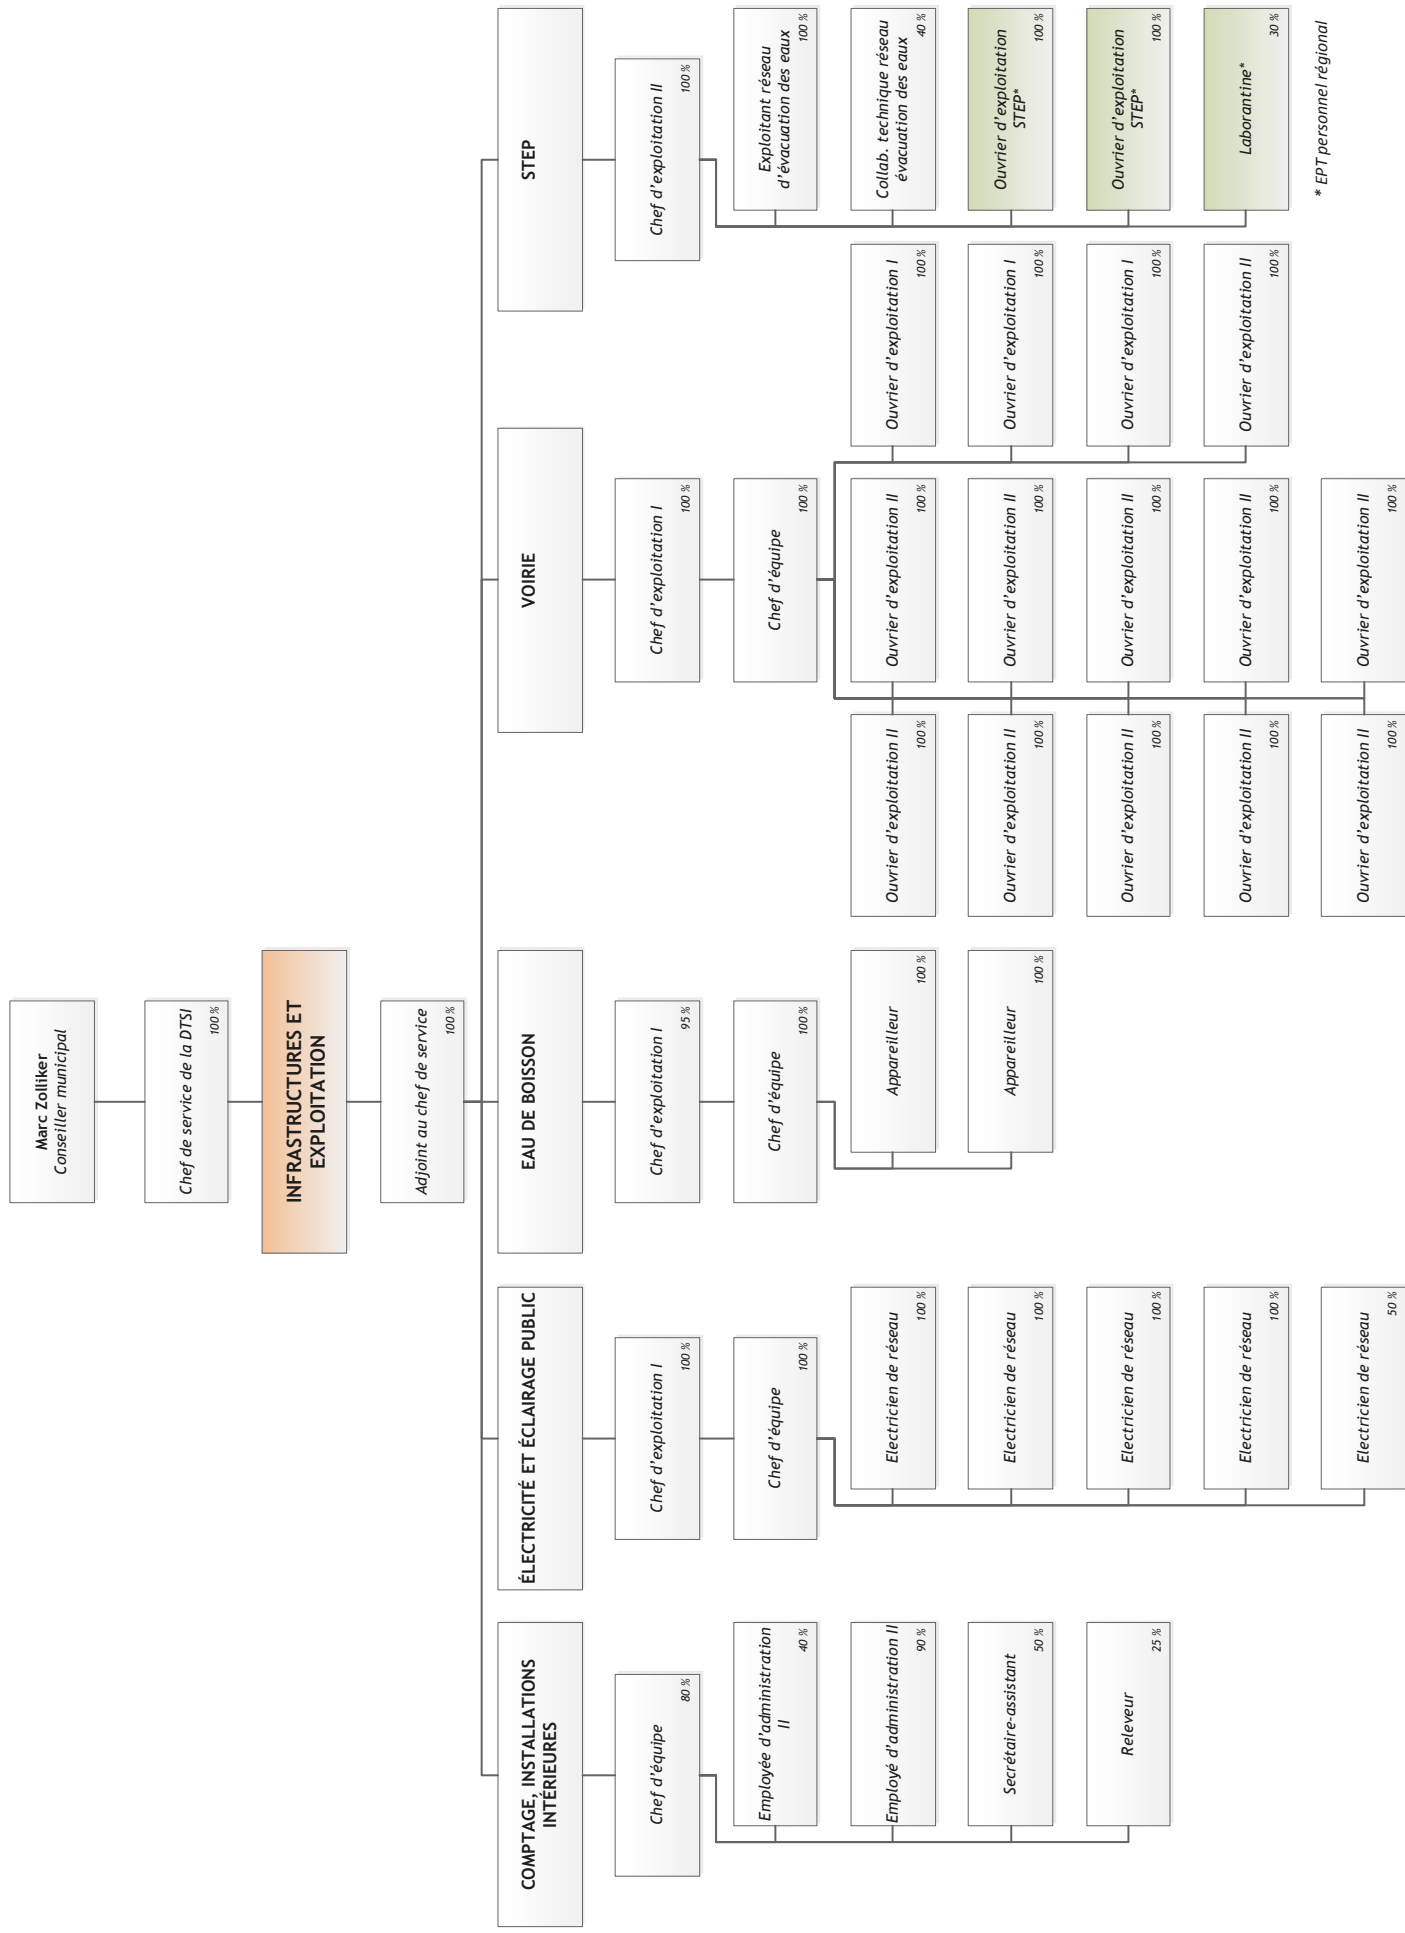 Marc Zolliker
Conseiller municipal
Chef de service de la DTSI
100 %
INFRASTRUCTURES ET
EXPLOITATION
Adjoint au chef de service
100 %
COMPTAGE, INSTALLATIONS
INTÉRIEURES
Chef d'équipe
80 %
Employée d'administration
II
40 %
Employé d'administration II
90 %
Secrétaire-assistant
50 %
Releveur
25 %
ÉLECTRICITÉ ET ÉCLAIRAGE PUBLIC
Chef d'exploitation I
100 %
Chef d'équipe
100 %
Electricien de réseau
100 %
Electricien de réseau
100 %
Electricien de réseau
100 %
Electricien de réseau
100 %
Electricien de réseau
50 %
EAU DE BOISSON
Chef d'exploitation I
95 %
Chef d'équipe
100 %
Appareilleur
100 %
Appareilleur
100 %
VOIRIE
Chef d'exploitation I
100 %
Chef d'équipe
100 %
Ouvrier d'exploitation II
100 %
Ouvrier d'exploitation II
100 %
Ouvrier d'exploitation II
100 %
Ouvrier d'exploitation II
100 %
Ouvrier d'exploitation II
100 %
Ouvrier d'exploitation II
100 %
Ouvrier d'exploitation II
100 %
Ouvrier d'exploitation II
100 %
Ouvrier d'exploitation II
100 %
Ouvrier d'exploitation II
100 %
Ouvrier d'exploitation I
100 %
Ouvrier d'exploitation I
100 %
Ouvrier d'exploitation I
100 %
Ouvrier d'exploitation II
100 %
STEP
Chef d'exploitation II
100 %
Exploitant réseau
d'évacuation des eaux
100 %
Collab. technique réseau
évacuation des eaux
40 %
Ouvrier d'exploitation
STEP*
100 %
Ouvrier d'exploitation
STEP*
100 %
Laborantine*
30 %
* EPT personnel régional